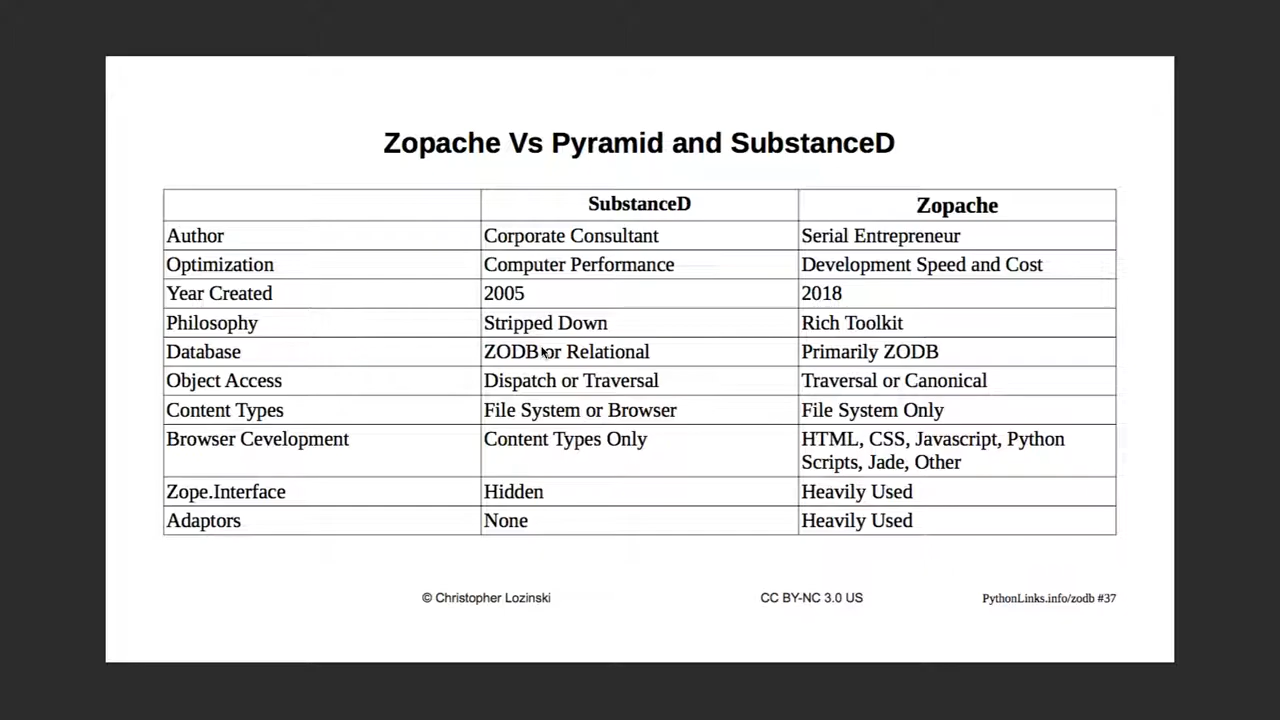 Zopache Vs Pyramid and SubstanceD
SubstanceD Zopache
Author Corporate Consultant Serial Entrepreneur
Optimization Computer Performance Development Speed and Cost
Year Created 2005 2018
Philosophy Stripped Down Rich Toolkit
Database ZODB or Relational Primarily ZODB
Object Access Dispatch or Traversal Traversal or Canonical
Content Types File System or Browser File System Only
Browser Cevelopment Content Types Only HTML, CSS, Javascript, Python
Scripts, Jade, Other
Zope.Interface Hidden Heavily Used
Adaptors None Heavily Used
© Christopher Lozinski CC BY-NC 3.0 US PythonLinks.info/zodb #37